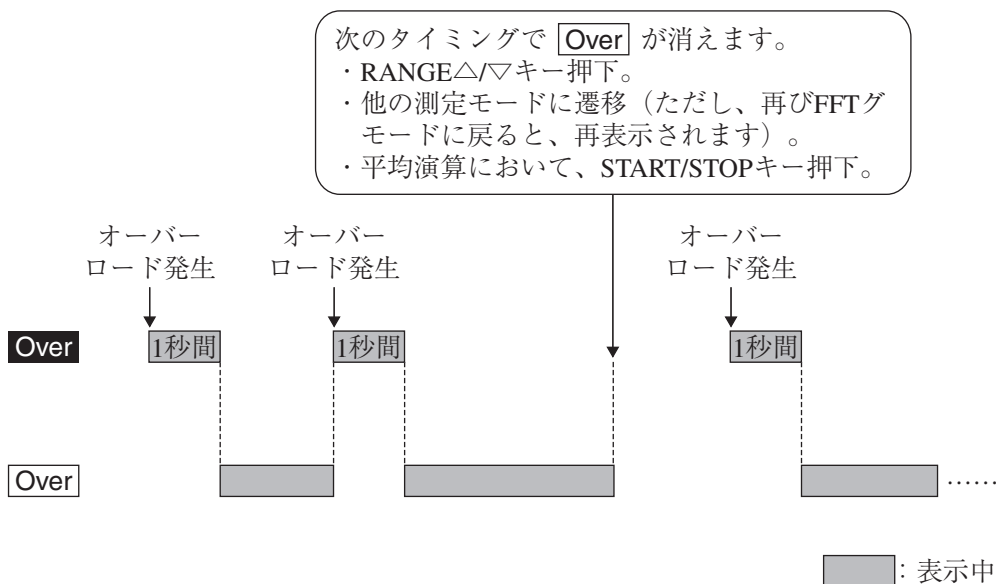 次のタイミングで Over が消えます。
・RANGE△/▽キー押下。
・他の測定モードに遷移（ただし、再びFFTグ
モードに戻ると、再表示されます）。
・平均演算において、START/STOPキー押下。
オーバー
ロード発生
オーバー
ロード発生
オーバー
ロード発生
Over
1秒間
1秒間
1秒間
Over
……
：表示中